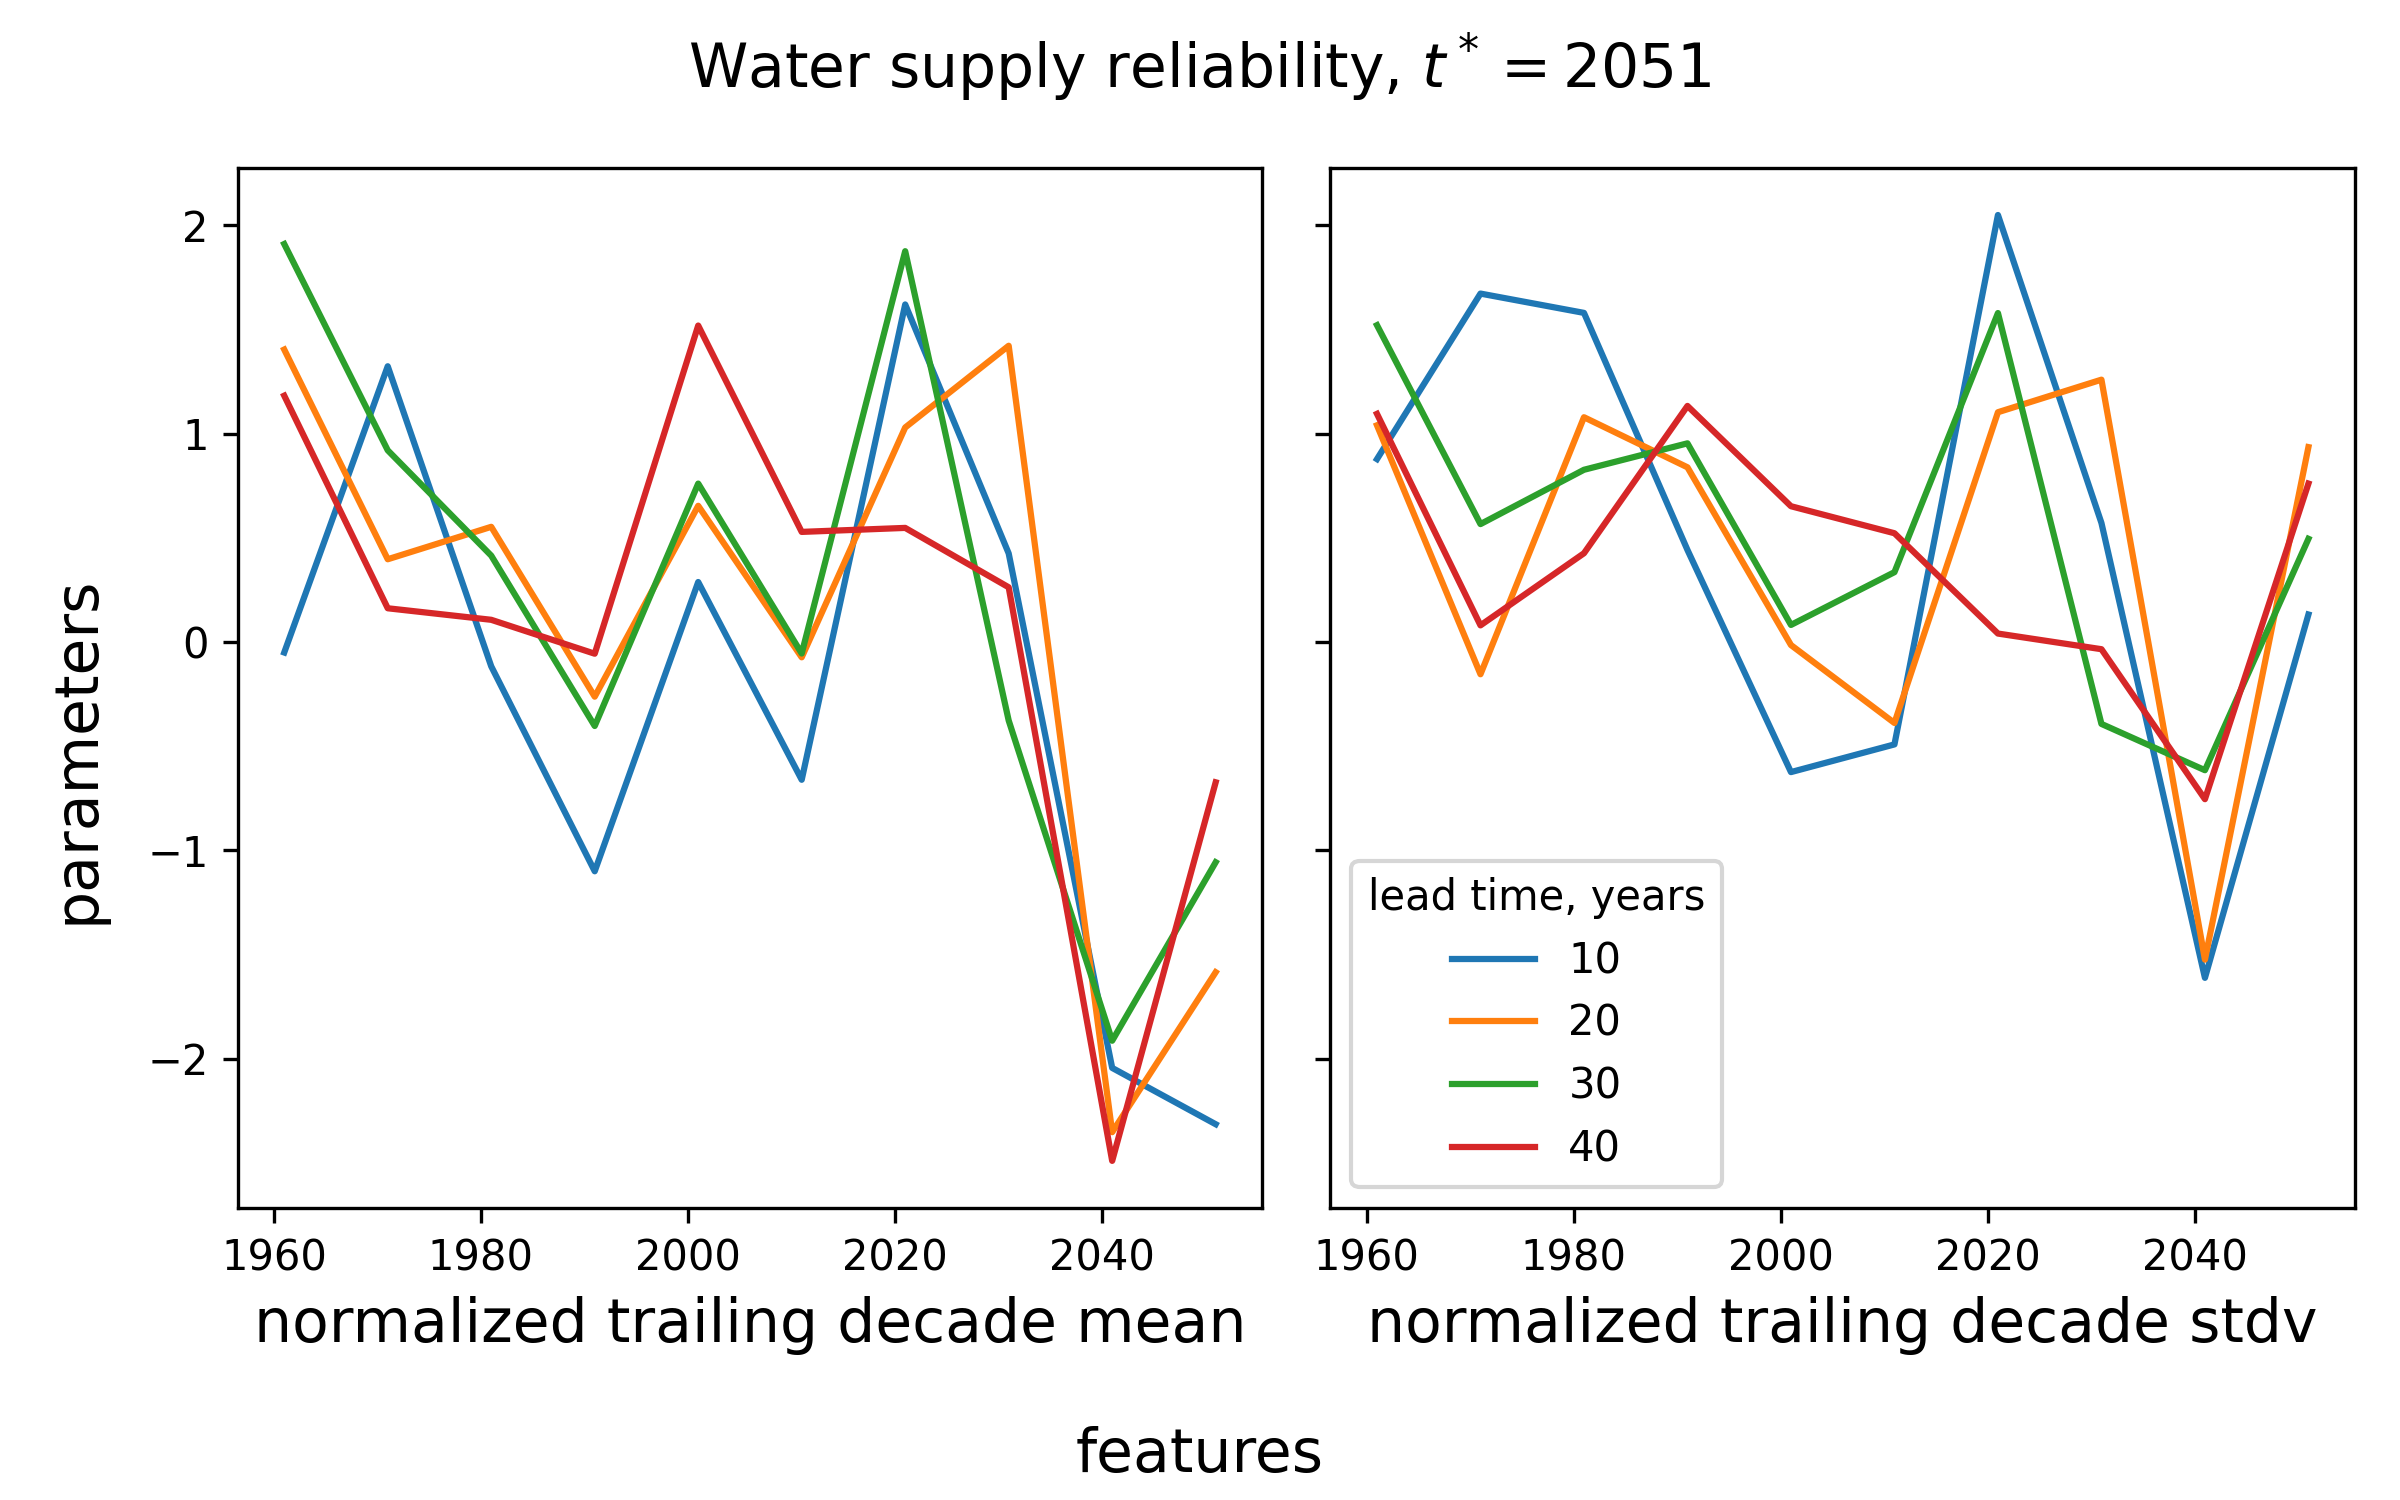 Water supply reliability, t* = 2051
parameters
2
1
0
−1
−2
1960 1980 2000 2020 2040
normalized trailing decade mean
lead time, years
10
20
30
40
1960 1980 2000 2020 2040
normalized trailing decade stdv
features